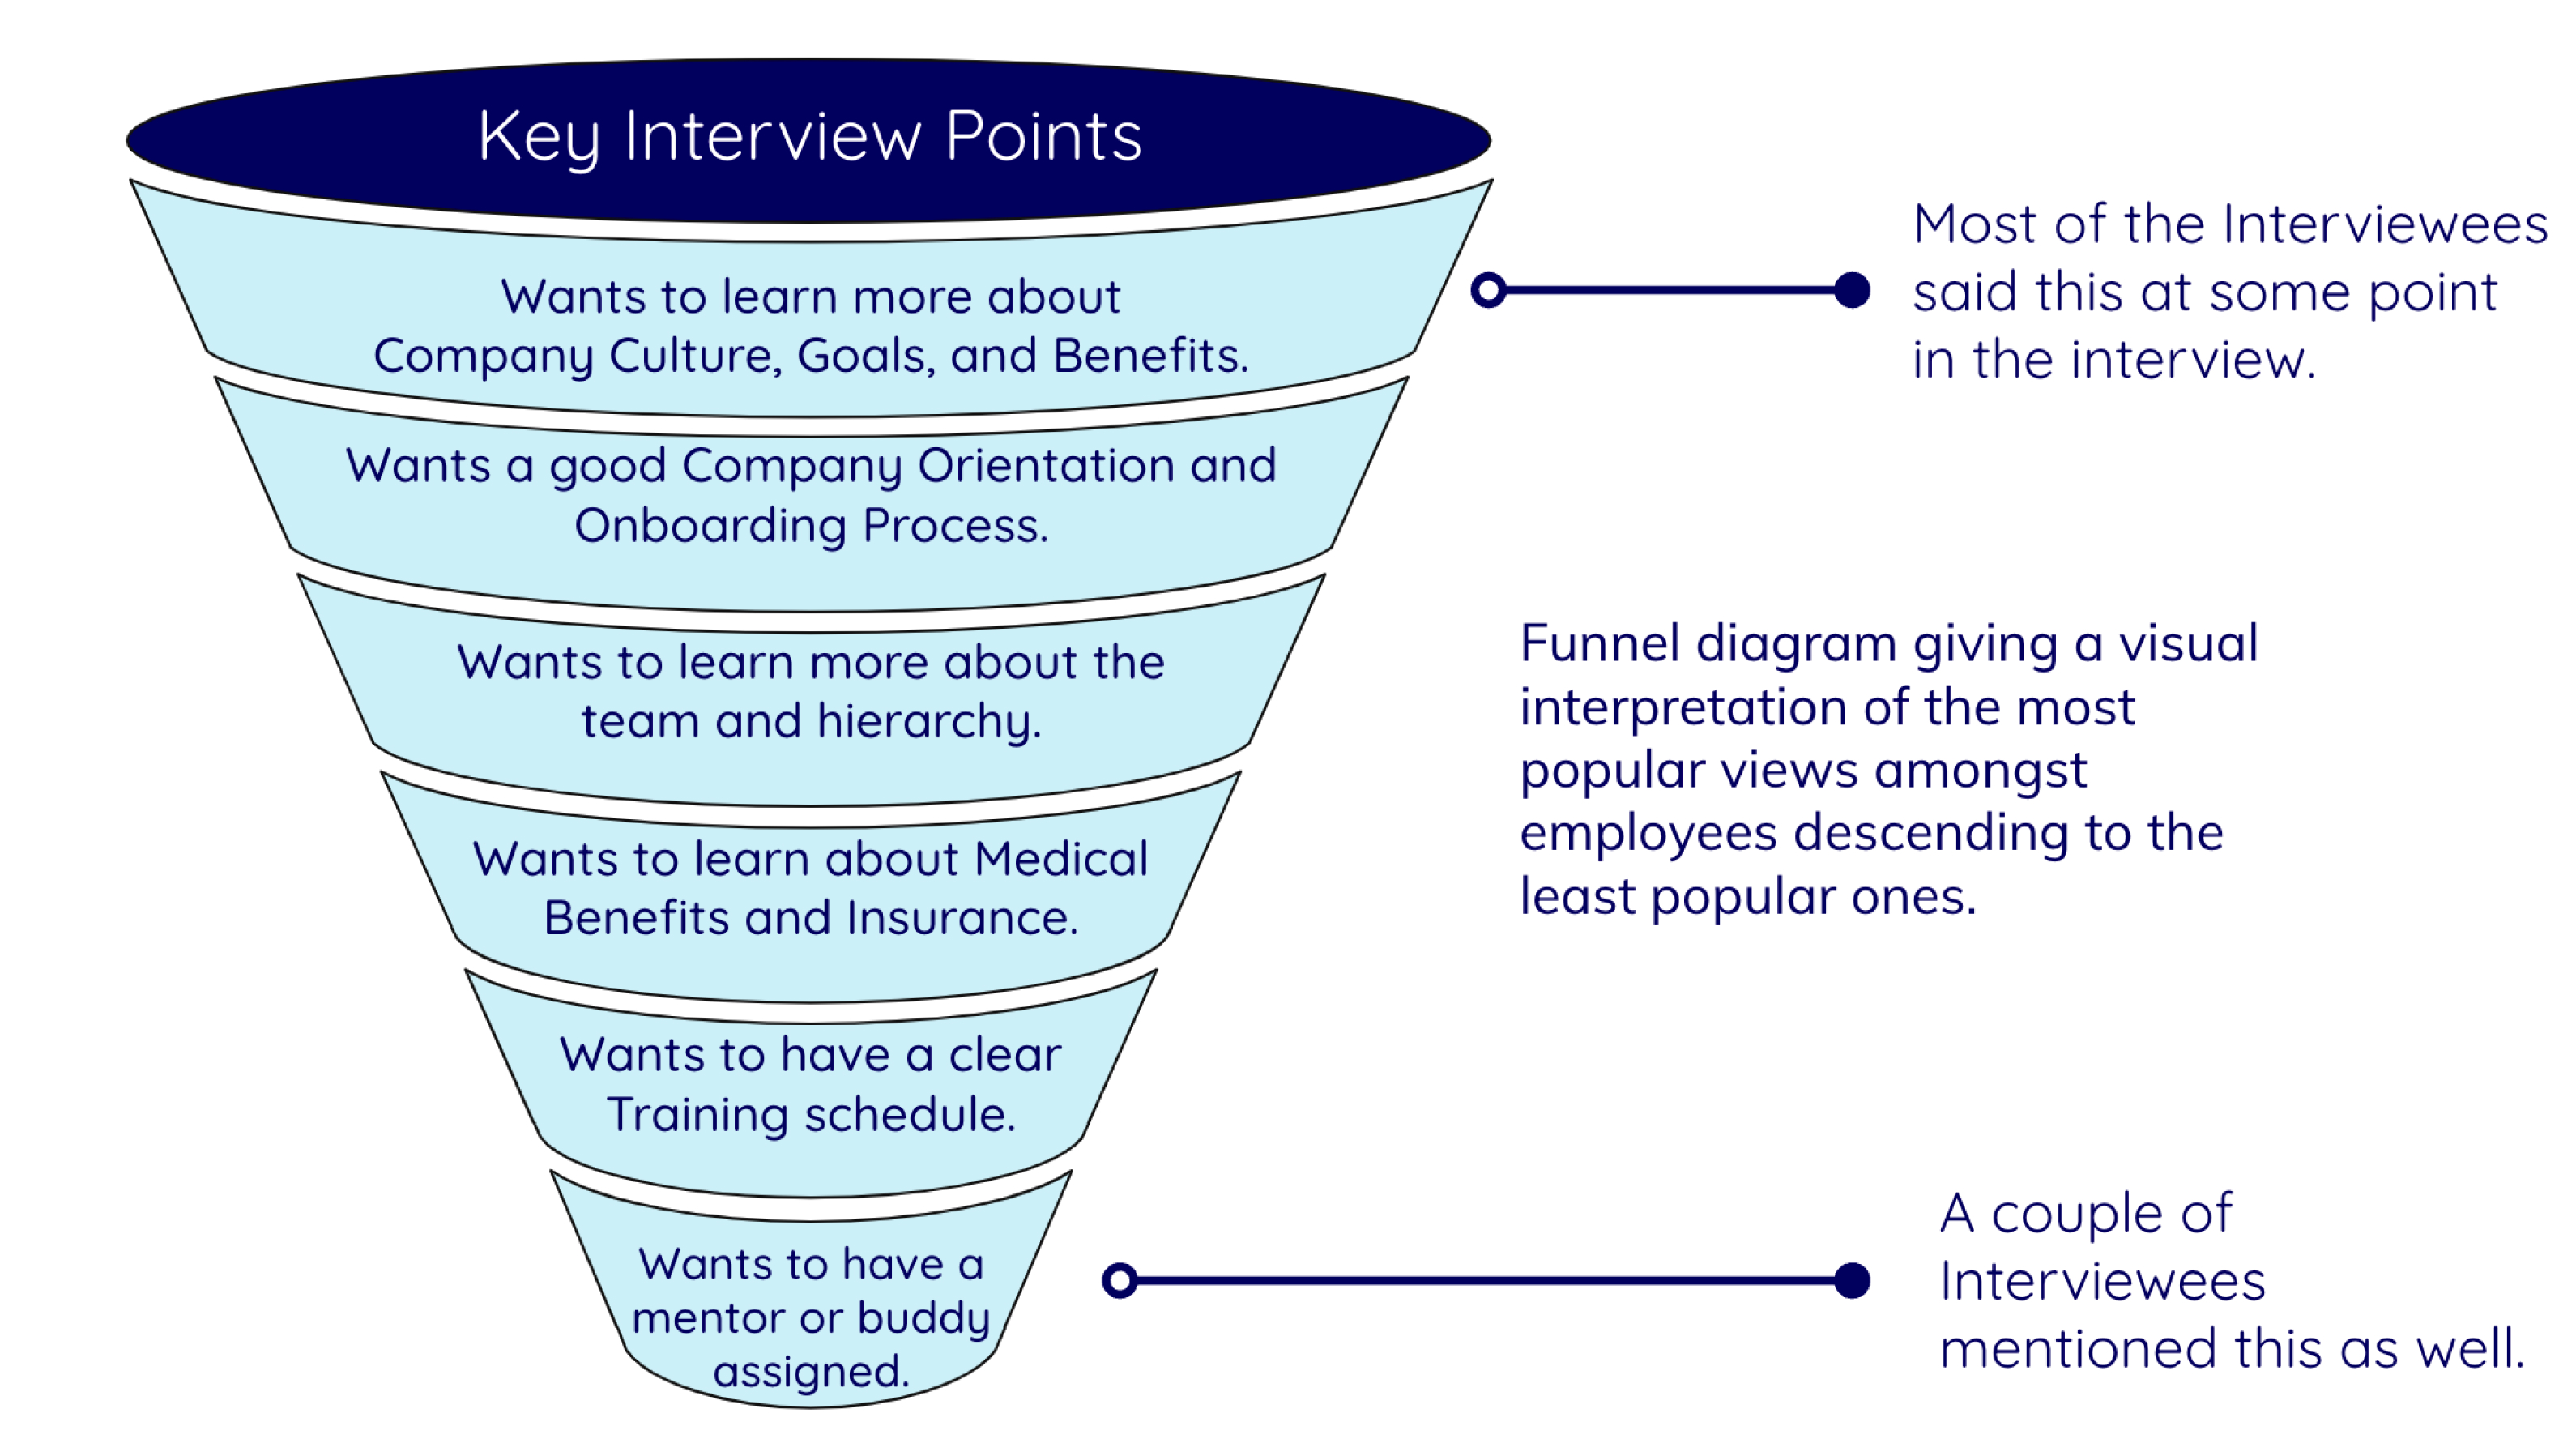 Key Interview Points
Wants to learn more about
Company Culture, Goals, and Benefits.
Most of the Interviewees
said this at some point
in the interview.
Wants a good Company Orientation and
Onboarding Process.
Wants to learn more about the
team and hierarchy.
Funnel diagram giving a visual
interpretation of the most
popular views amongst
employees descending to the
least popular ones.
Wants to learn about Medical
Benefits and Insurance.
Wants to have a clear
Training schedule.
Wants to have a
mentor or buddy
assigned.
A couple of
Interviewees
mentioned this as well.